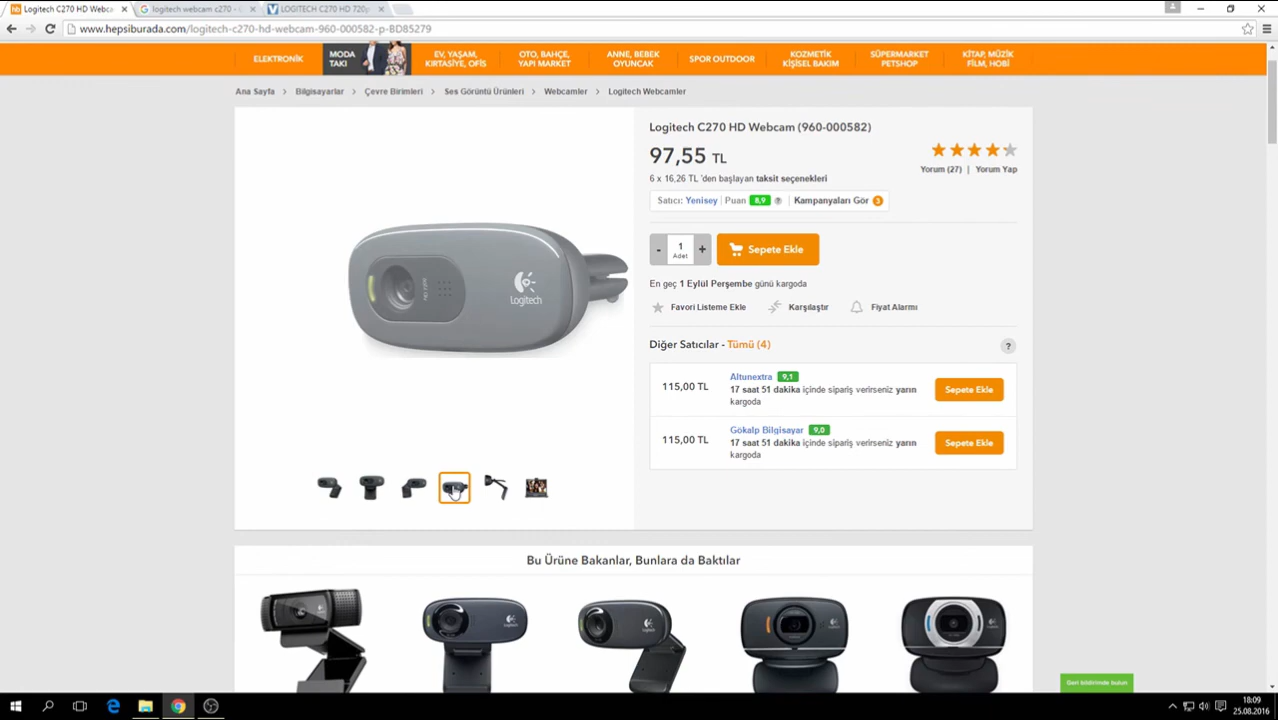 Logitech C270 HD Webca
logitech webcam c270 -
LOGITECH C270 HD 720p
www.hepsiburada.com/logitech-c270-hd-webcam-960-000582-p-BD85279
ELEKTRONİK
MODA
TAKI
EV, YAŞAM,
KIRTASİYE, OFİS
OTO, BAHÇE,
YAPI MARKET
ANNE, BEBEK
OYUNCAK
SPOR OUTDOOR
KOZMETİK
KİŞİSEL BAKIM
SÜPERMARKET
PETSHOP
KİTAP, MÜZİK
FİLM, HOBİ
Ana Sayfa > Bilgisayarlar > Çevre Birimleri > Ses Görüntü Ürünleri > Webcamler > Logitech Webcamler
Logitech C270 HD Webcam (960-000582)
97,55 TL
Yorum (27) | Yorum Yap
6 x 16,26 TL 'den başlayan taksit seçenekleri
Satıcı: Yenisey | Puan 8,9 ? Kampanyaları Gör 3
- 1 +
Adet
Sepete Ekle
En geç 1 Eylül Perşembe günü kargoda
Favori Listeme Ekle
Karşılaştır
Fiyat Alarmı
Diğer Satıcılar - Tümü (4)
?
115,00 TL
Altunextra 9,1
17 saat 51 dakika içinde sipariş verirseniz yarın
kargoda
Sepete Ekle
115,00 TL
Gökalp Bilgisayar 9,0
17 saat 51 dakika içinde sipariş verirseniz yarın
kargoda
Sepete Ekle
HD 720p
Logitech
Bu Ürüne Bakanlar, Bunlara da Baktılar
Geri bildirimde bulun
18:09
25.08.2016